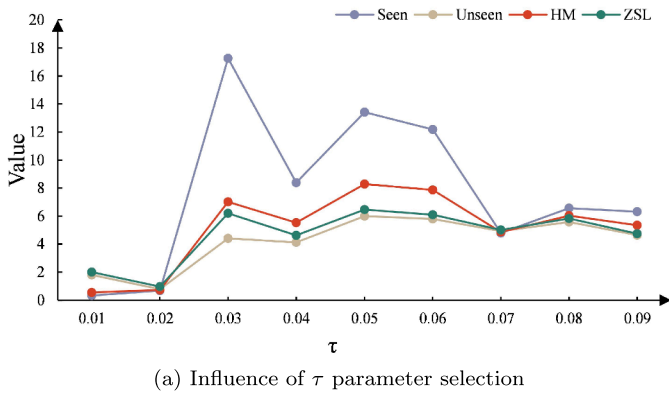 Seen Unseen HM ZSL
20
18
16
14
12
10
8
6
4
2
0
Value
0.01 0.02 0.03 0.04 0.05 0.06 0.07 0.08 0.09
τ
(a) Influence of τ parameter selection